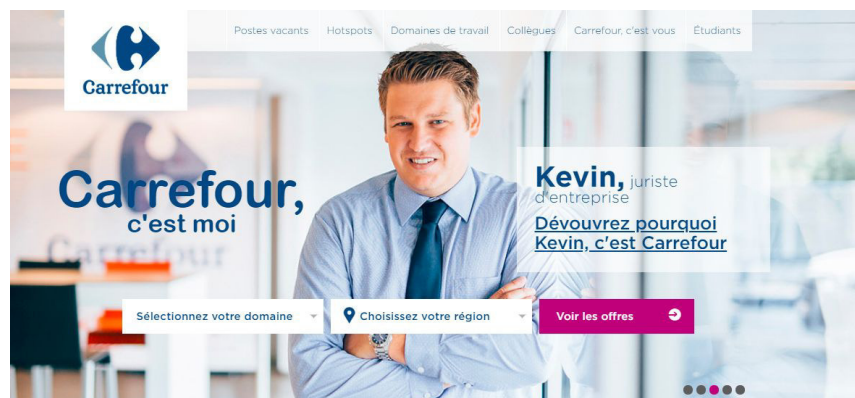 Postes vacants Hotspots Domaines de travail Collègues Carrefour, c'est vous Étudiants
Carrefour
Carrefour,
c'est moi
Carrefour
Kevin, juriste
d'entreprise
Dévouvrez pourquoi
Kevin, c'est Carrefour
Sélectionnez votre domaine
Choisissez votre région
Voir les offres